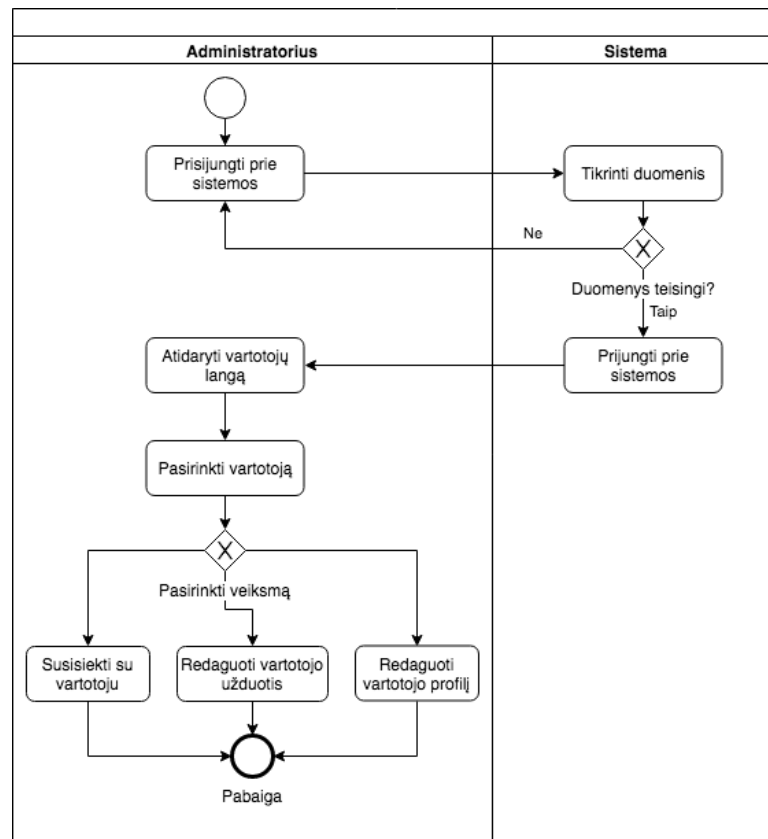 Administratorius
Sistema
Prisijungti prie
sistemos
Tikrinti duomenis
Ne
X
Duomenys teisingi?
Taip
Atidaryti vartotojų
langą
Prijungti prie
sistemos
Pasirinkti vartotoją
X
Pasirinkti veiksmą
Susisiekti su
vartotoju
Redaguoti vartotojo
užduotis
Redaguoti
vartotojo profilį
Pabaiga